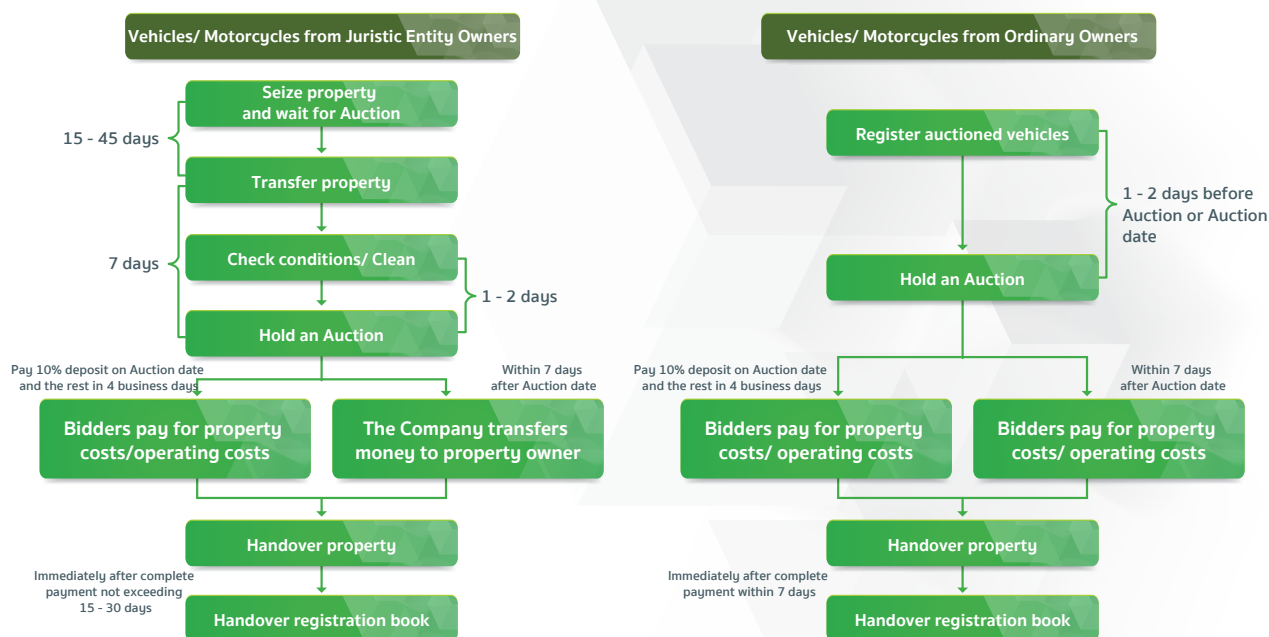 Vehicles/ Motorcycles from Juristic Entity Owners
Seize property
and wait for Auction
15 - 45 days
Transfer property
Check conditions/ Clean
7 days
1 - 2 days
Hold an Auction
Pay 10% deposit on Auction date
and the rest in 4 business days
Within 7 days
after Auction date
Bidders pay for property
costs/operating costs
The Company transfers
money to property owner
Handover property
Immediately after complete
payment not exceeding
15 - 30 days
Handover registration book
Vehicles/ Motorcycles from Ordinary Owners
Register auctioned vehicles
1 - 2 days before
Auction or Auction
date
Hold an Auction
Pay 10% deposit on Auction date
and the rest in 4 business days
Within 7 days
after Auction date
Bidders pay for property
costs/ operating costs
Bidders pay for property
costs/ operating costs
Handover property
Immediately after complete
payment within 7 days
Handover registration book